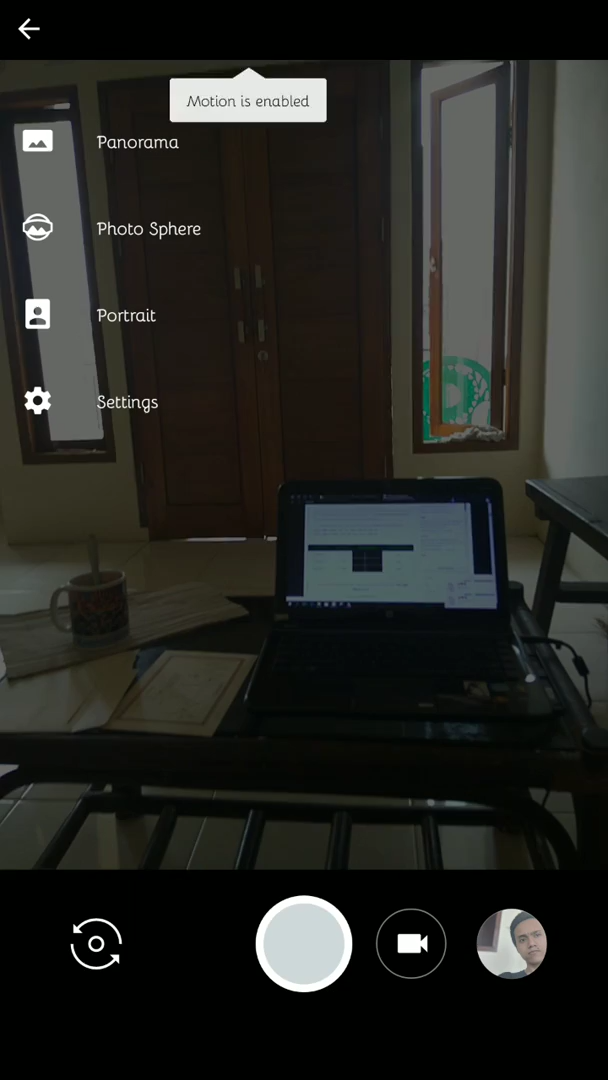 Motion is enabled
Panorama
Photo Sphere
Portrait
Settings